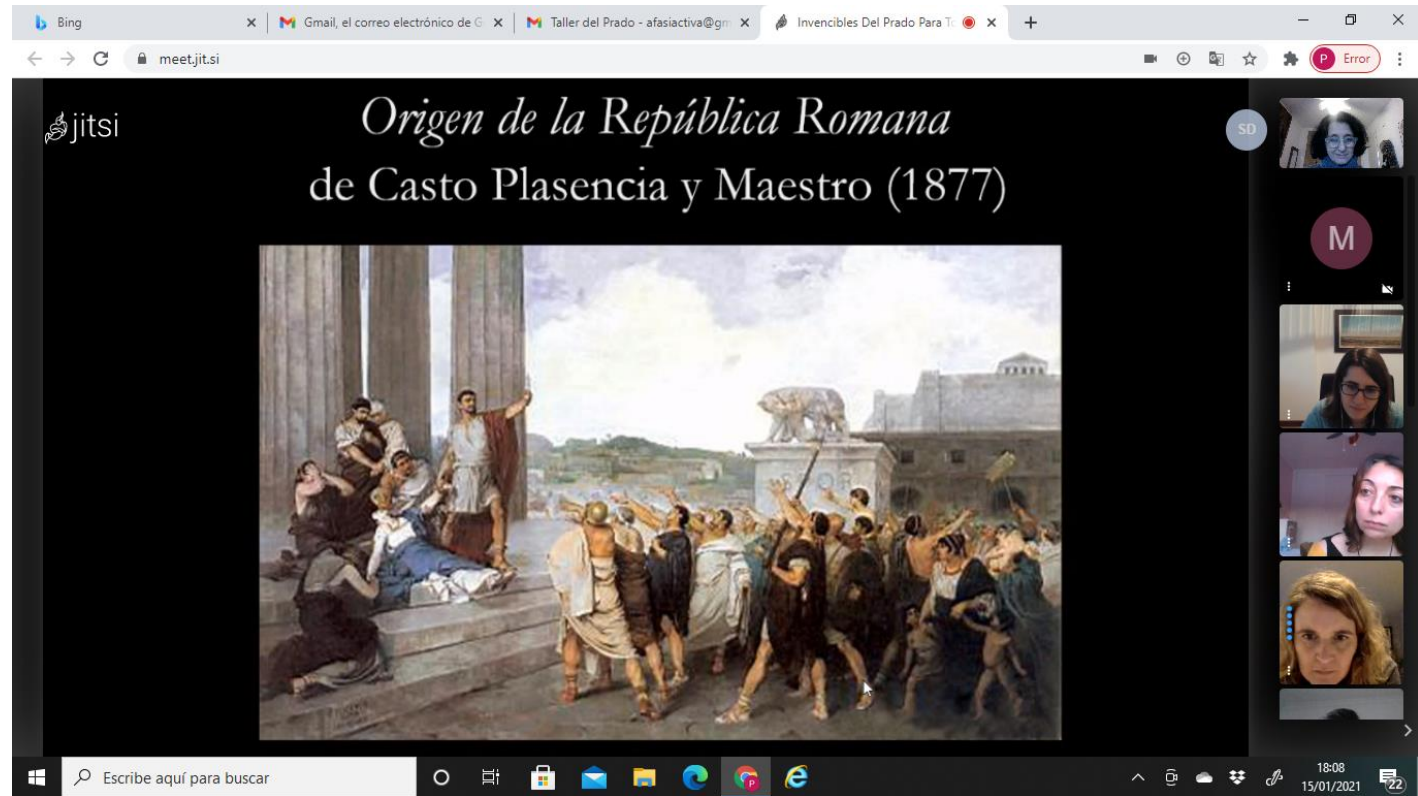 Bing
Gmail, el correo electrónico de G
Taller del Prado - afasiactiva@gm
Invencibles Del Prado Para To
meet.jit.si
P Error
jitsi
Origen de la República Romana
de Casto Plasencia y Maestro (1877)
SD
M
Escribe aquí para buscar
18:08
15/01/2021
22